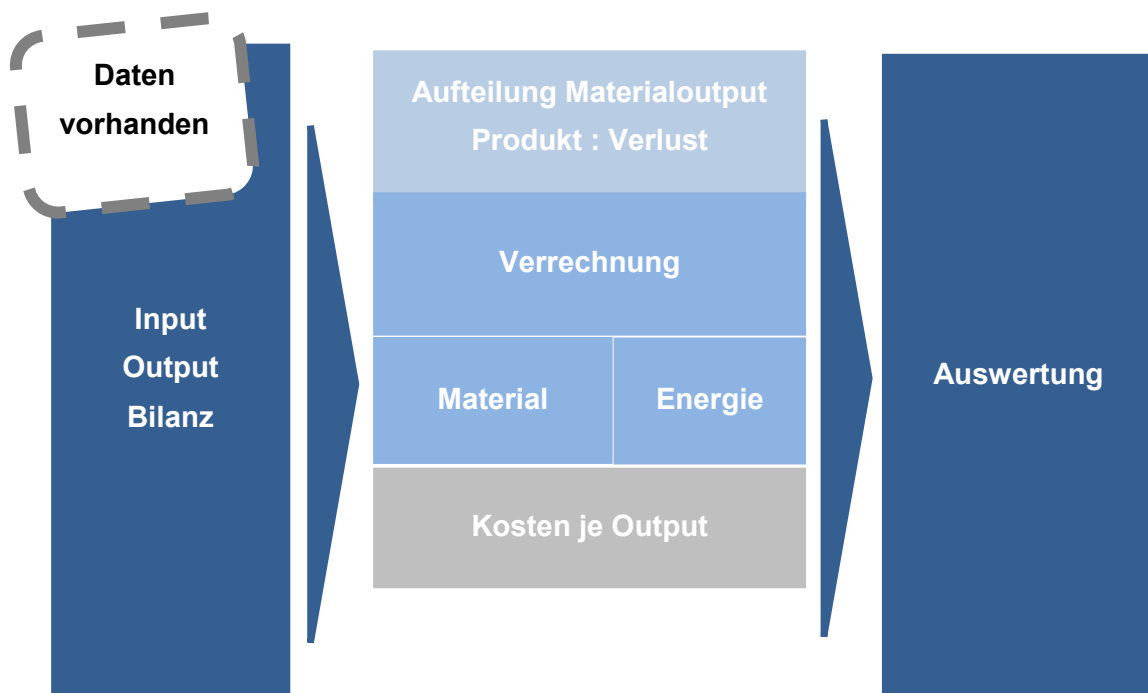 Daten
vorhanden
Input
Output
Bilanz
Aufteilung Materialoutput
Produkt : Verlust
Verrechnung
Material
Energie
Kosten je Output
Auswertung